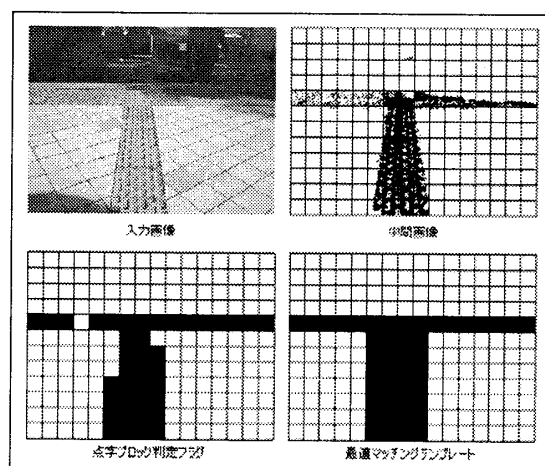 入力画像
中間画像
点字ブロック判定フラグ
最適マッチングテンプレート